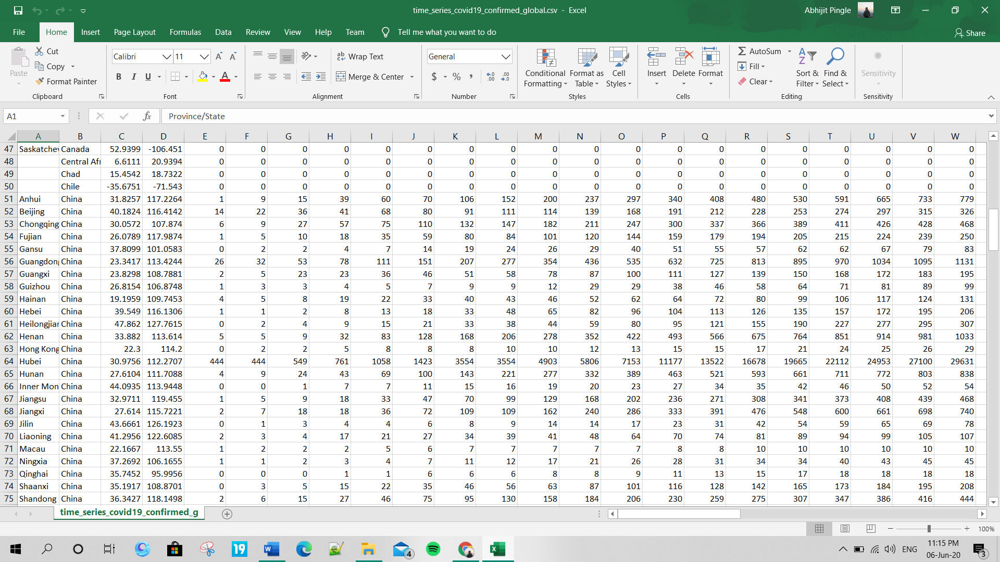 time_series_covid19_confirmed_global.csv - Excel
Abhijit Pingle
File Home Insert Page Layout Formulas Data Review View Help Team Tell me what you want to do
Share
Paste
Cut
Copy
Format Painter
Clipboard
Calibri 11
B I U
Font
Wrap Text
Merge & Center
Alignment
General
$ % ,
Number
Conditional Formatting
Format as Table
Cell Styles
Styles
Insert Delete Format
Cells
AutoSum
Fill
Clear
Sort & Filter
Find & Select
Editing
Sensitivity
Sensitivity
A1 fx Province/State
A B C D E F G H I J K L M N O P Q R S T U V W
47 Saskatchev Canada 52.9399 -106.451 0 0 0 0 0 0 0 0 0 0 0 0 0 0 0 0 0 0 0
48 Central Afr 6.6111 20.9394 0 0 0 0 0 0 0 0 0 0 0 0 0 0 0 0 0 0 0
49 Chad 15.4542 18.7322 0 0 0 0 0 0 0 0 0 0 0 0 0 0 0 0 0 0 0
50 Chile -35.6751 -71.543 0 0 0 0 0 0 0 0 0 0 0 0 0 0 0 0 0 0 0
51 Anhui China 31.8257 117.2264 1 9 15 39 60 70 106 152 200 237 297 340 408 480 530 591 665 733 779
52 Beijing China 40.1824 116.4142 14 22 36 41 68 80 91 111 114 139 168 191 212 228 253 274 297 315 326
53 Chongqing China 30.0572 107.874 6 9 27 57 75 110 132 147 182 211 247 300 337 366 389 411 426 428 468
54 Fujian China 26.0789 117.9874 1 5 10 18 35 59 80 84 101 120 144 159 179 194 205 215 224 239 250
55 Gansu China 37.8099 101.0583 0 2 2 4 7 14 19 24 26 29 40 51 55 57 62 62 67 79 83
56 Guangdong China 23.3417 113.4244 26 32 53 78 111 151 207 277 354 436 535 632 725 813 895 970 1034 1095 1131
57 Guangxi China 23.8298 108.7881 2 5 23 23 36 46 51 58 78 87 100 111 127 139 150 168 172 183 195
58 Guizhou China 26.8154 106.8748 1 3 3 4 5 7 9 9 12 29 29 38 46 58 64 71 81 89 99
59 Hainan China 19.1959 109.7453 4 5 8 19 22 33 40 43 46 52 62 64 72 80 99 106 117 124 131
60 Hebei China 39.549 116.1306 1 1 2 8 13 18 33 48 65 82 96 104 113 126 135 157 172 195 206
61 Heilongjiar China 47.862 127.7615 0 2 4 9 15 21 33 38 44 59 80 95 121 155 190 227 277 295 307
62 Henan China 33.882 113.614 5 5 9 32 83 128 168 206 278 352 422 493 566 675 764 851 914 981 1033
63 Hong Kong China 22.3 114.2 0 2 2 5 8 8 8 10 10 12 13 15 15 17 21 24 25 26 29
64 Hubei China 30.9756 112.2707 444 444 549 761 1058 1423 3554 3554 4903 5806 7153 11177 13522 16678 19665 22112 24953 27100 29631
65 Hunan China 27.6104 111.7088 4 9 24 43 69 100 143 221 277 332 389 463 521 593 661 711 772 803 838
66 Inner Mon China 44.0935 113.9448 0 0 1 7 7 11 15 16 19 20 23 27 34 35 42 46 50 52 54
67 Jiangsu China 32.9711 119.455 1 5 9 18 33 47 70 99 129 168 202 236 271 308 341 373 408 439 468
68 Jiangxi China 27.614 115.7221 2 7 18 18 36 72 109 109 162 240 286 333 391 476 548 600 661 698 740
69 Jilin China 43.6661 126.1923 0 1 3 4 4 6 8 9 14 14 17 23 31 42 54 59 65 69 78
70 Liaoning China 41.2956 122.6085 2 3 4 17 21 27 34 39 41 48 64 70 74 81 89 94 99 105 107
71 Macau China 22.1667 113.55 1 2 2 2 5 6 7 7 7 7 7 8 8 10 10 10 10 10 10
72 Ningxia China 37.2692 106.1655 1 1 2 3 4 7 11 12 17 21 26 28 31 34 34 40 43 45 45
73 Qinghai China 35.7452 95.9956 0 0 0 1 1 6 6 6 8 8 9 11 13 15 17 18 18 18 18
74 Shaanxi China 35.1917 108.8701 0 3 5 15 22 35 46 56 63 87 101 116 128 142 165 173 184 195 208
75 Shandong China 36.3427 118.1498 2 6 15 27 46 75 95 130 158 184 206 230 259 275 307 347 386 416 444
time_series_covid19_confirmed_g
100%
19 4 ENG 11:15 PM
06-Jun-20 3